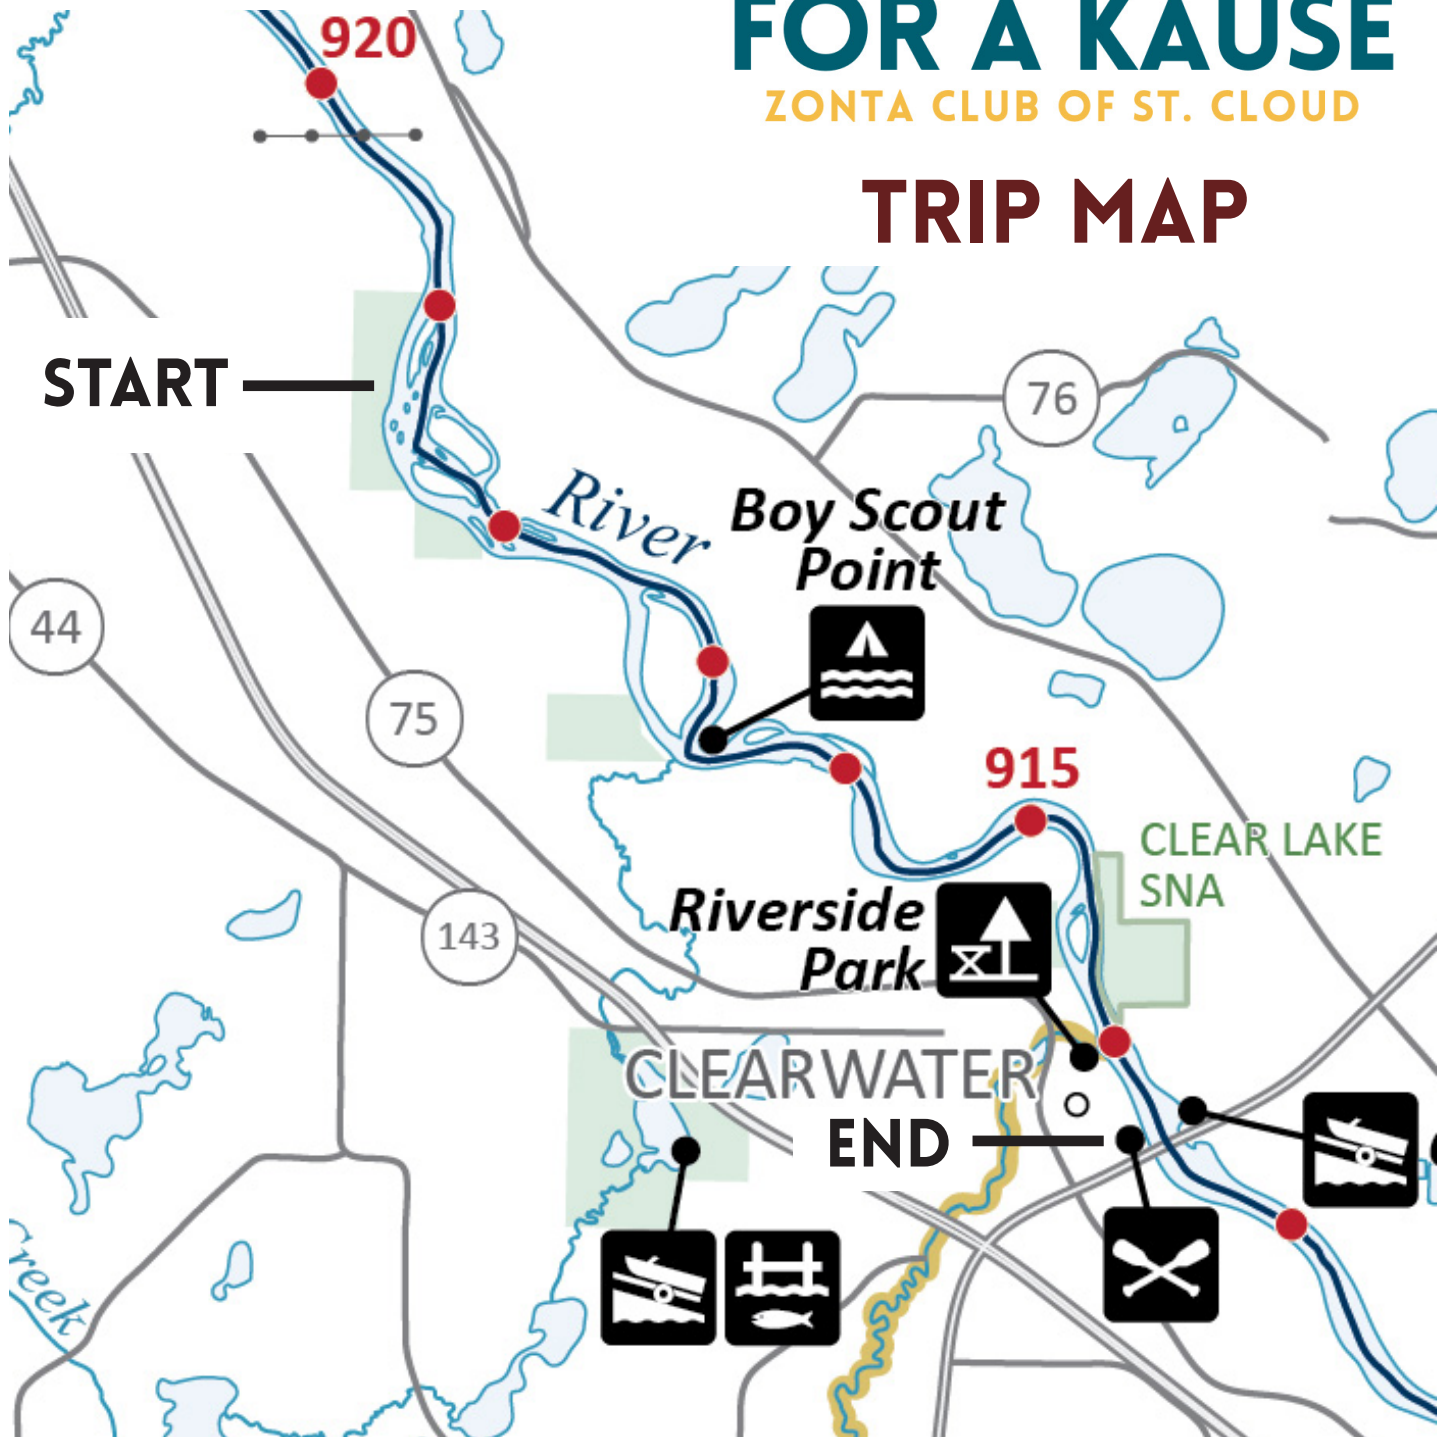 FOR A KAUSE
ZONTA CLUB OF ST. CLOUD
TRIP MAP
920
START
76
River
Boy Scout
Point
44
75
915
CLEAR LAKE
SNA
Riverside
Park
143
CLEARWATER
END
Creek